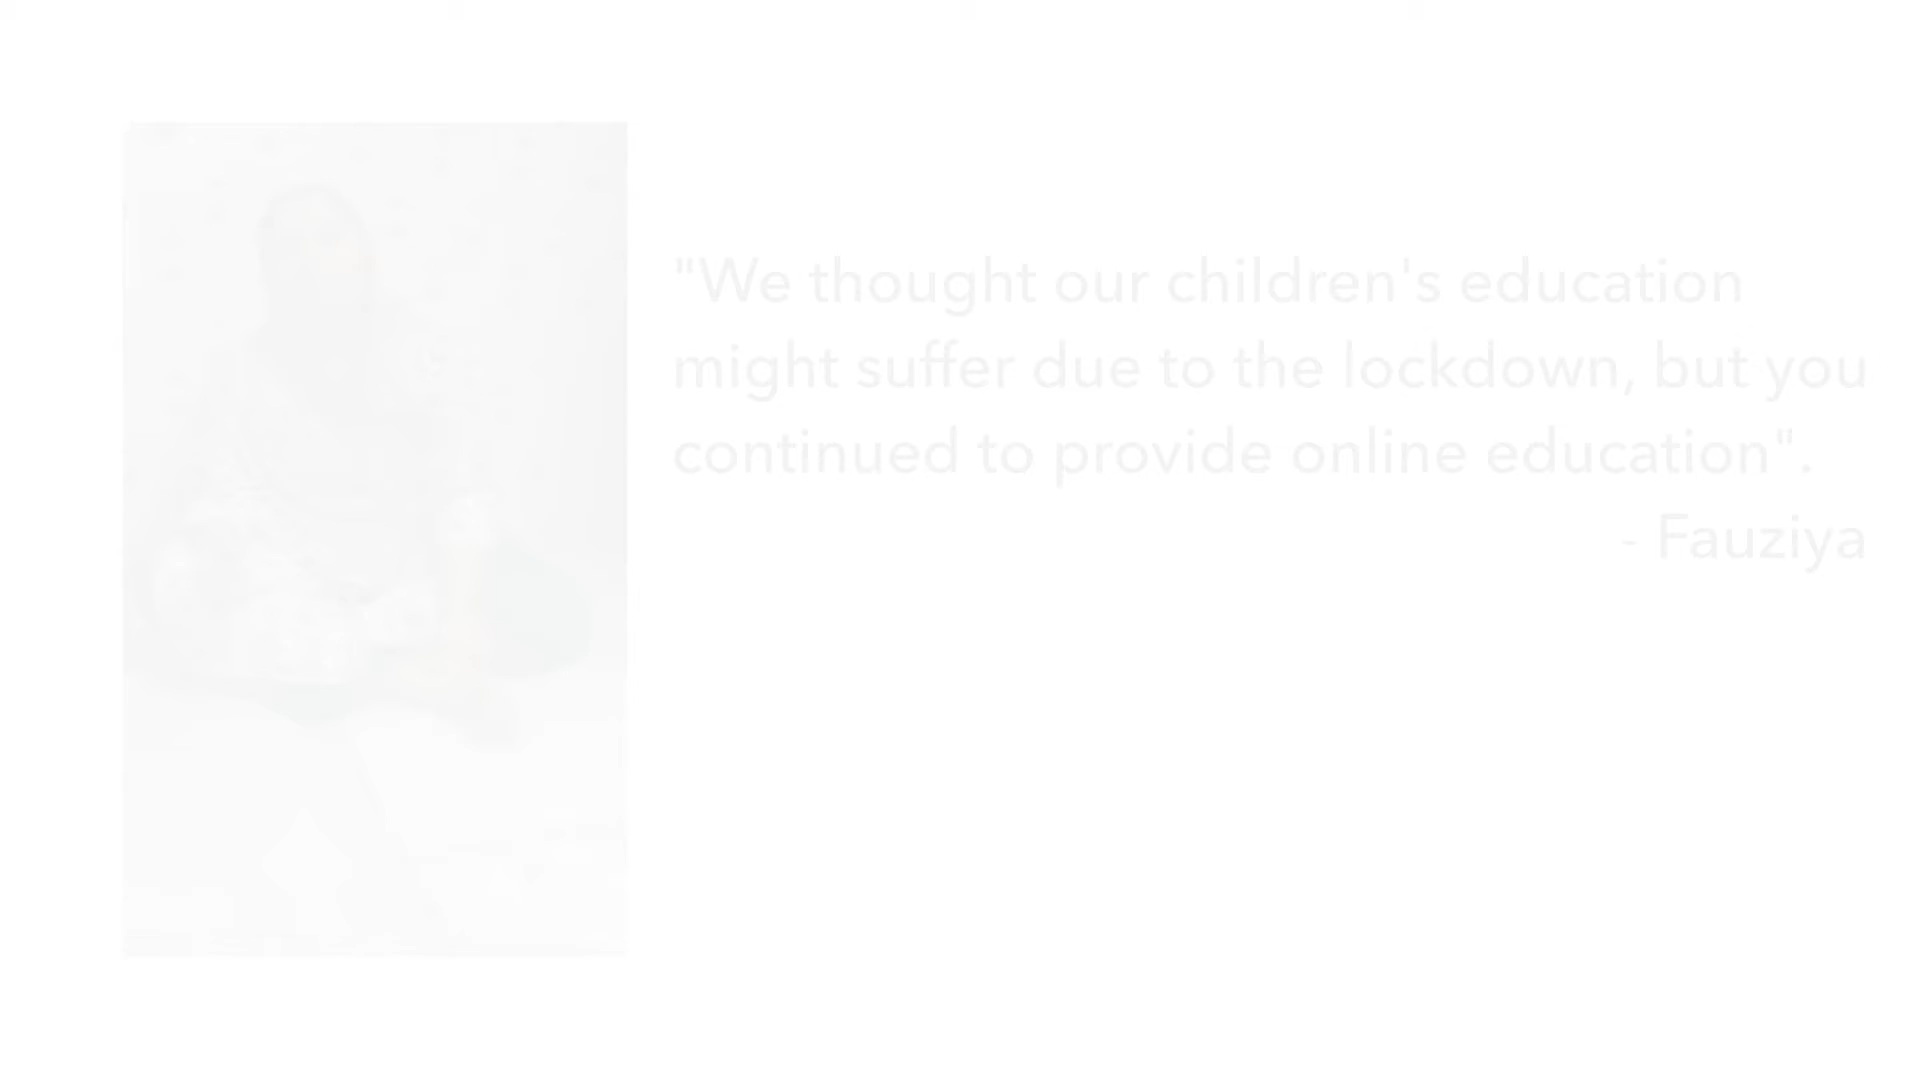 "We thought our children's education
might suffer due to the lockdown, but you
continued to provide online education".
- Fauziya